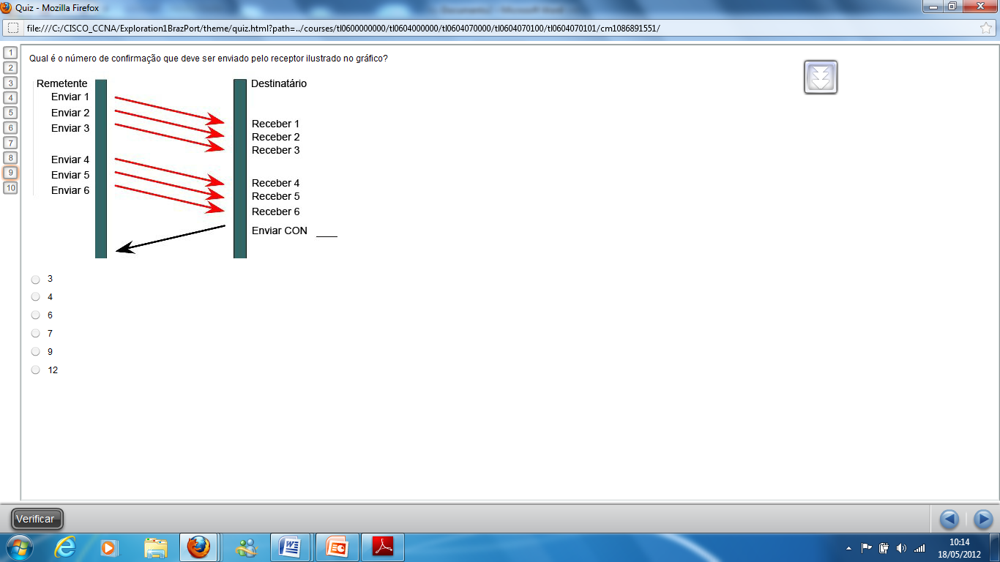 Quiz - Mozilla Firefox
file:///C:/CISCO_CCNA/Exploration1BrazPort/theme/quiz.html?path=../courses/tl0600000000/tl0604000000/tl0604070000/tl0604070100/tl0604070101/cm1086891551/
1
2
3
4
5
6
7
8
9
10
Qual é o número de confirmação que deve ser enviado pelo receptor ilustrado no gráfico?
Remetente
Enviar 1
Enviar 2
Enviar 3
Enviar 4
Enviar 5
Enviar 6
Destinatário
Receber 1
Receber 2
Receber 3
Receber 4
Receber 5
Receber 6
Enviar CON ___
3
4
6
7
9
12
Verificar
10:14
18/05/2012